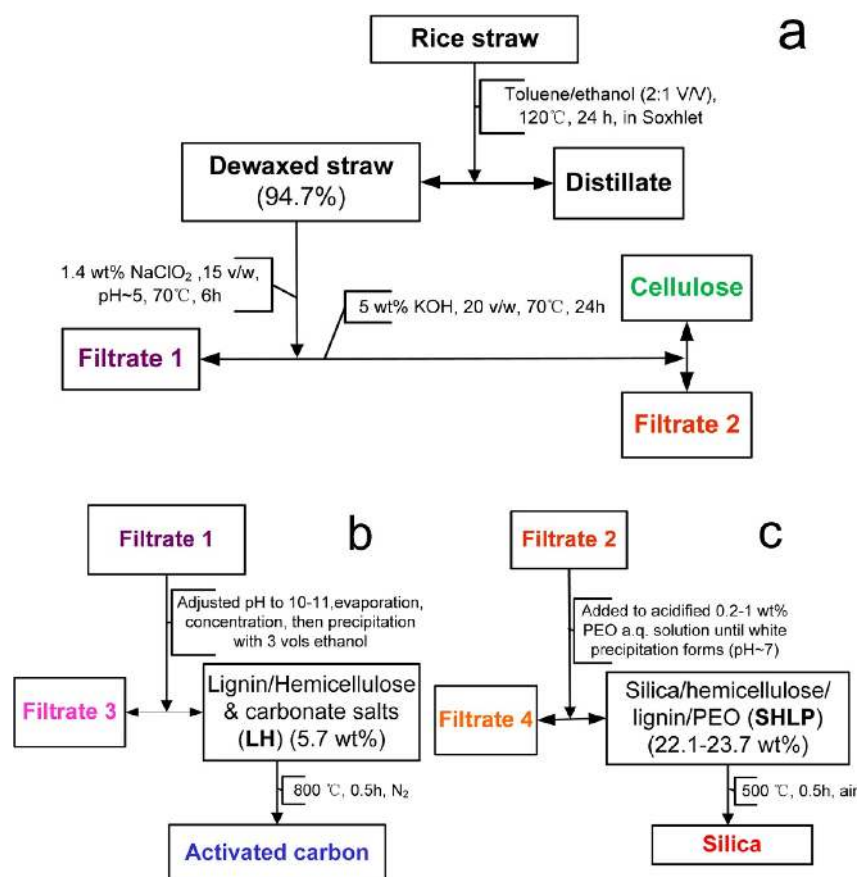 a
Rice straw
Toluene/ethanol (2:1 V/V),
120℃, 24 h, in Soxhlet
Dewaxed straw
(94.7%)
Distillate
1.4 wt% NaClO₂ ,15 v/w,
pH~5, 70℃, 6h
5 wt% KOH, 20 v/w, 70℃, 24h
Cellulose
Filtrate 1
Filtrate 2
b
Filtrate 1
Adjusted pH to 10-11,evaporation,
concentration, then precipitation
with 3 vols ethanol
Filtrate 3
Lignin/Hemicellulose
& carbonate salts
(LH) (5.7 wt%)
800 ℃, 0.5h, N₂
Activated carbon
c
Filtrate 2
Added to acidified 0.2-1 wt%
PEO a.q. solution until white
precipitation forms (pH~7)
Filtrate 4
Silica/hemicellulose/
lignin/PEO (SHLP)
(22.1-23.7 wt%)
500 ℃, 0.5h, air
Silica